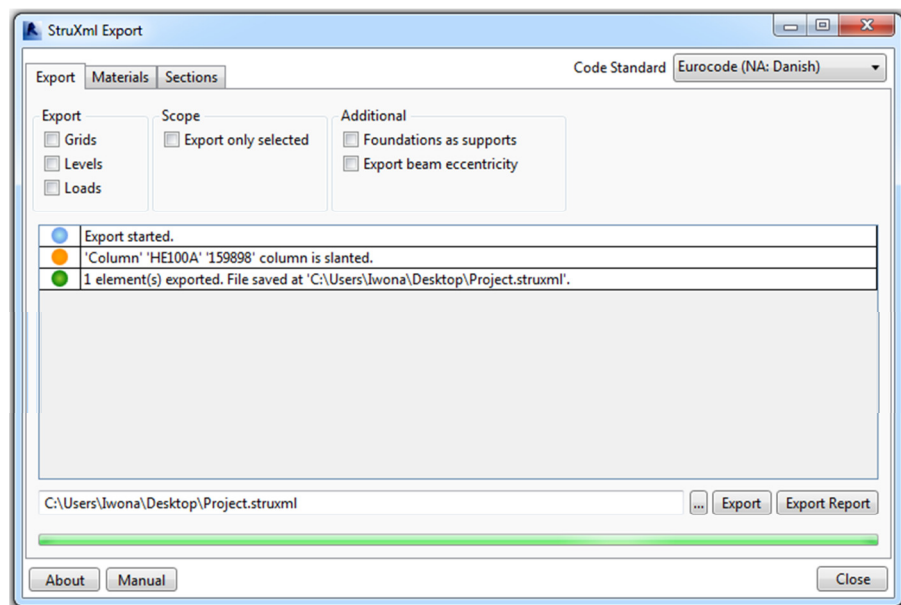 StruXml Export
Code Standard Eurocode (NA: Danish)
Export Materials Sections
Export Scope Additional
Grids Export only selected Foundations as supports
Levels Export beam eccentricity
Loads
Export started.
'Column' 'HE100A' '159898' column is slanted.
1 element(s) exported. File saved at 'C:\Users\Iwona\Desktop\Project.struxml'.
C:\Users\Iwona\Desktop\Project.struxml ... Export Export Report
About Manual Close